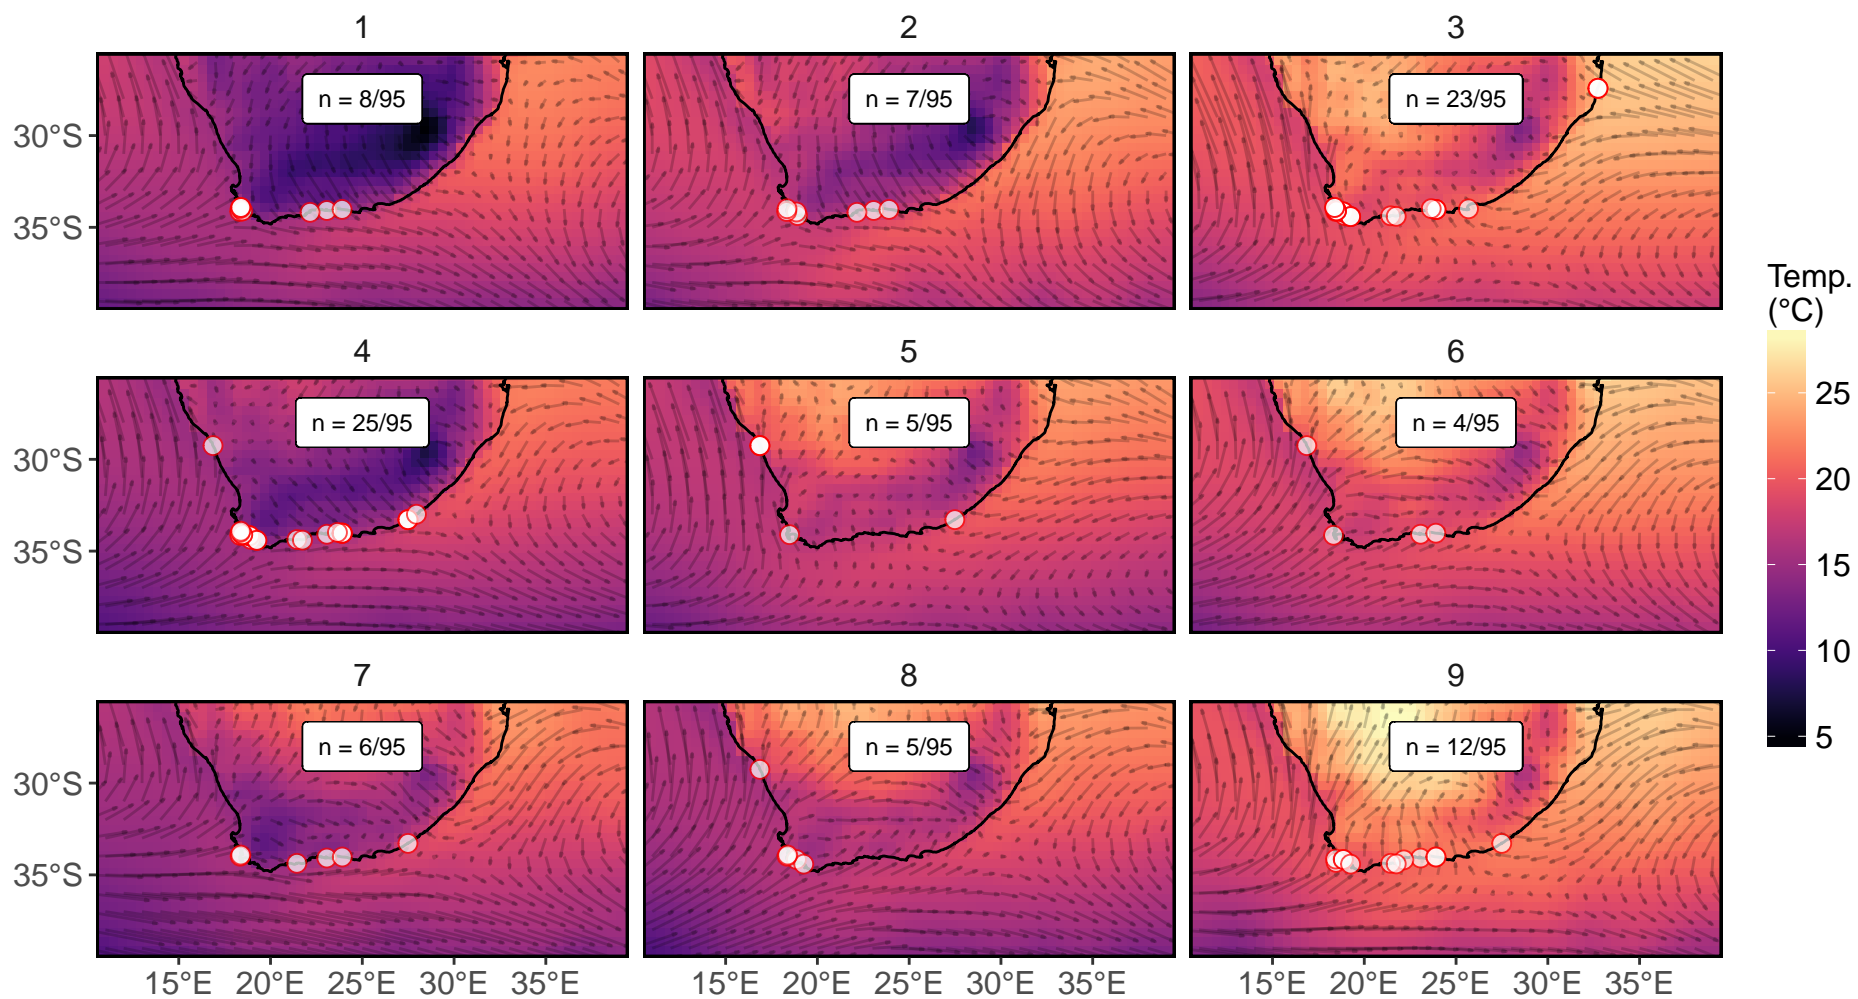 1 2 3
n = 8/95 n = 7/95 n = 23/95
30°S
35°S
4 5 6
n = 25/95 n = 5/95 n = 4/95
30°S
35°S
7 8 9
n = 6/95 n = 5/95 n = 12/95
30°S
35°S
15°E 20°E 25°E 30°E 35°E 15°E 20°E 25°E 30°E 35°E 15°E 20°E 25°E 30°E 35°E
Temp.
(°C)
25
20
15
10
5